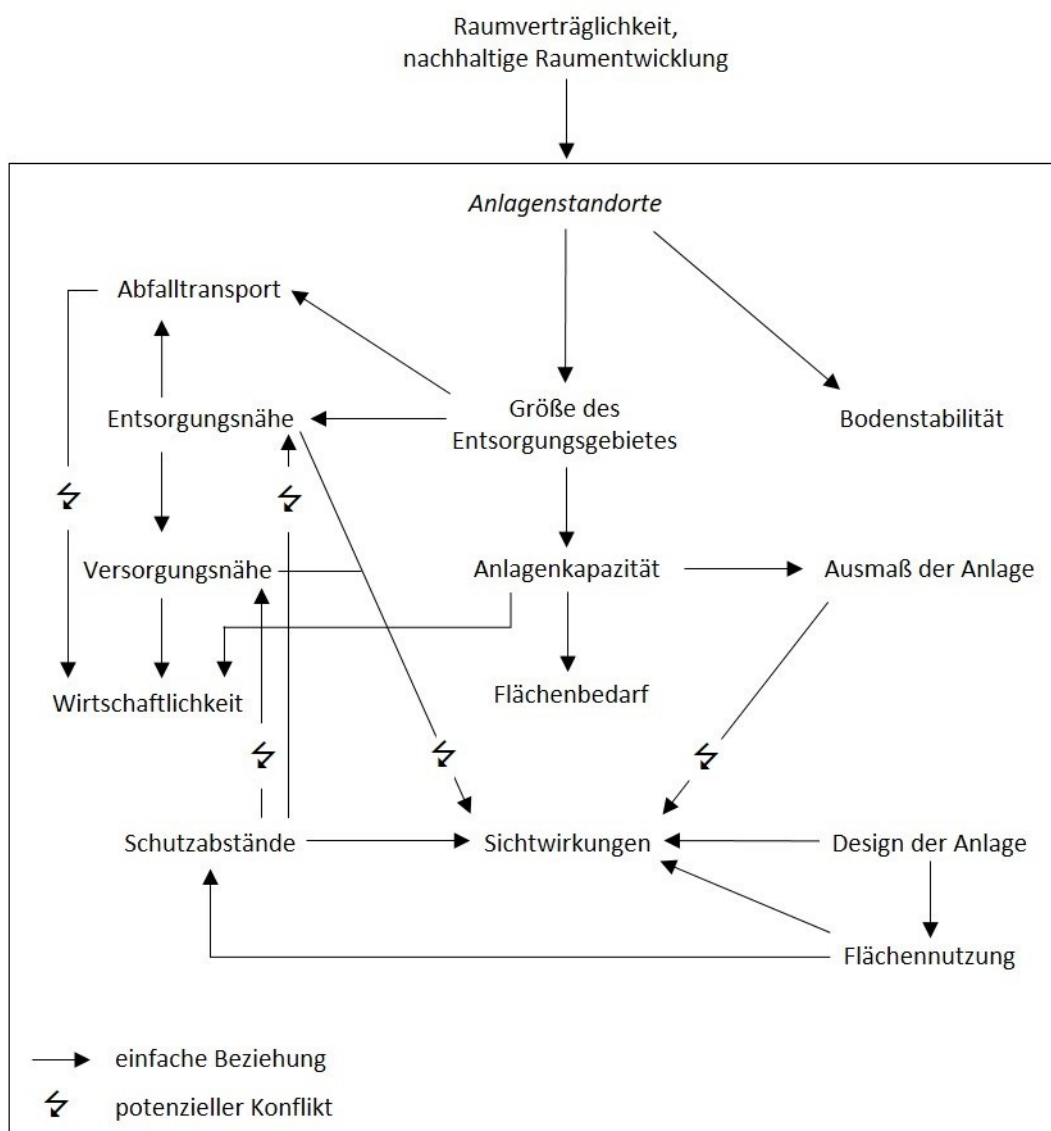 Raumverträglichkeit,
nachhaltige Raumentwicklung
Anlagenstandorte
Abfalltransport
Entsorgungsnähe
Größe des
Entsorgungsgebietes
Bodenstabilität
Versorgungsnähe
Anlagenkapazität
Ausmaß der Anlage
Wirtschaftlichkeit
Flächenbedarf
Schutzabstände
Sichtwirkungen
Design der Anlage
Flächennutzung
einfache Beziehung
potenzieller Konflikt